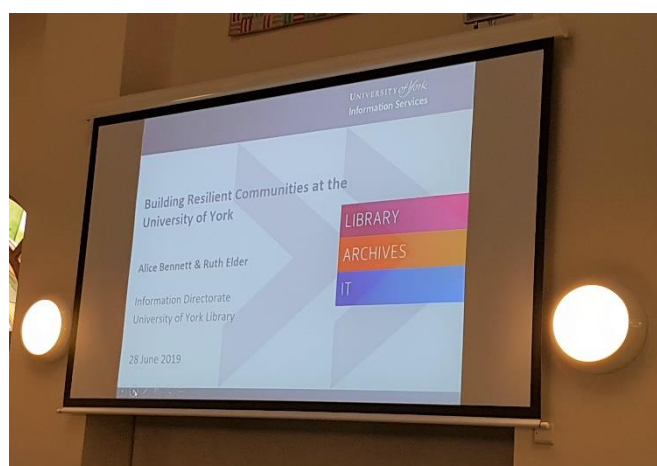 UNIVERSITY of York
Information Services
Building Resilient Communities at the
University of York
LIBRARY
ARCHIVES
IT
Alice Bennett & Ruth Elder
Information Directorate
University of York Library
28 June 2019